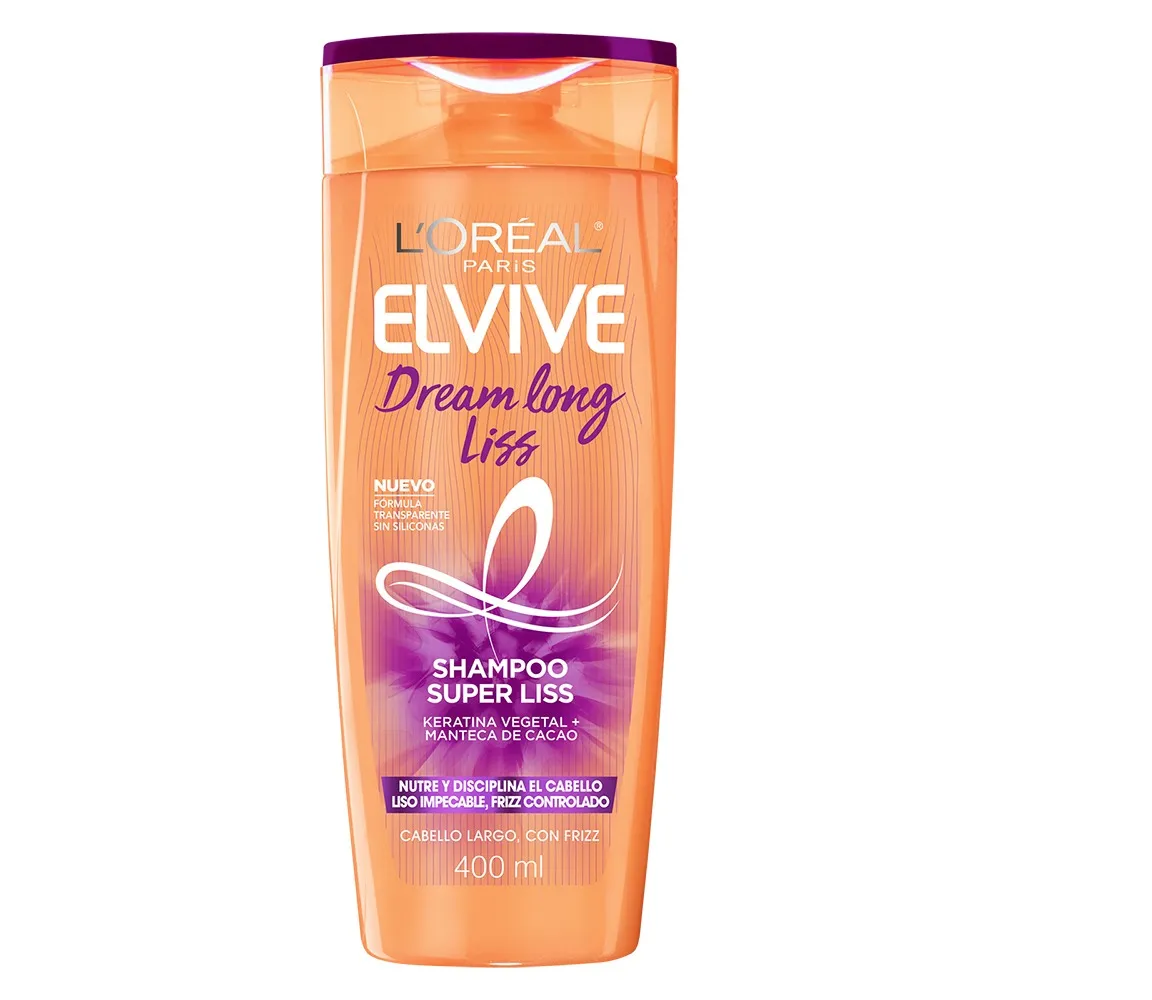 L'ORÉAL®
PARiS
ELVIVE
Dream long
Liss
NUEVO
FÓRMULA
TRANSPARENTE
SIN SILICONAS
SHAMPOO
SUPER LISS
KERATINA VEGETAL +
MANTECA DE CACAO
NUTRE Y DISCIPLINA EL CABELLO
LISO IMPECABLE, FRIZZ CONTROLADO
CABELLO LARGO, CON FRIZZ
400 ml